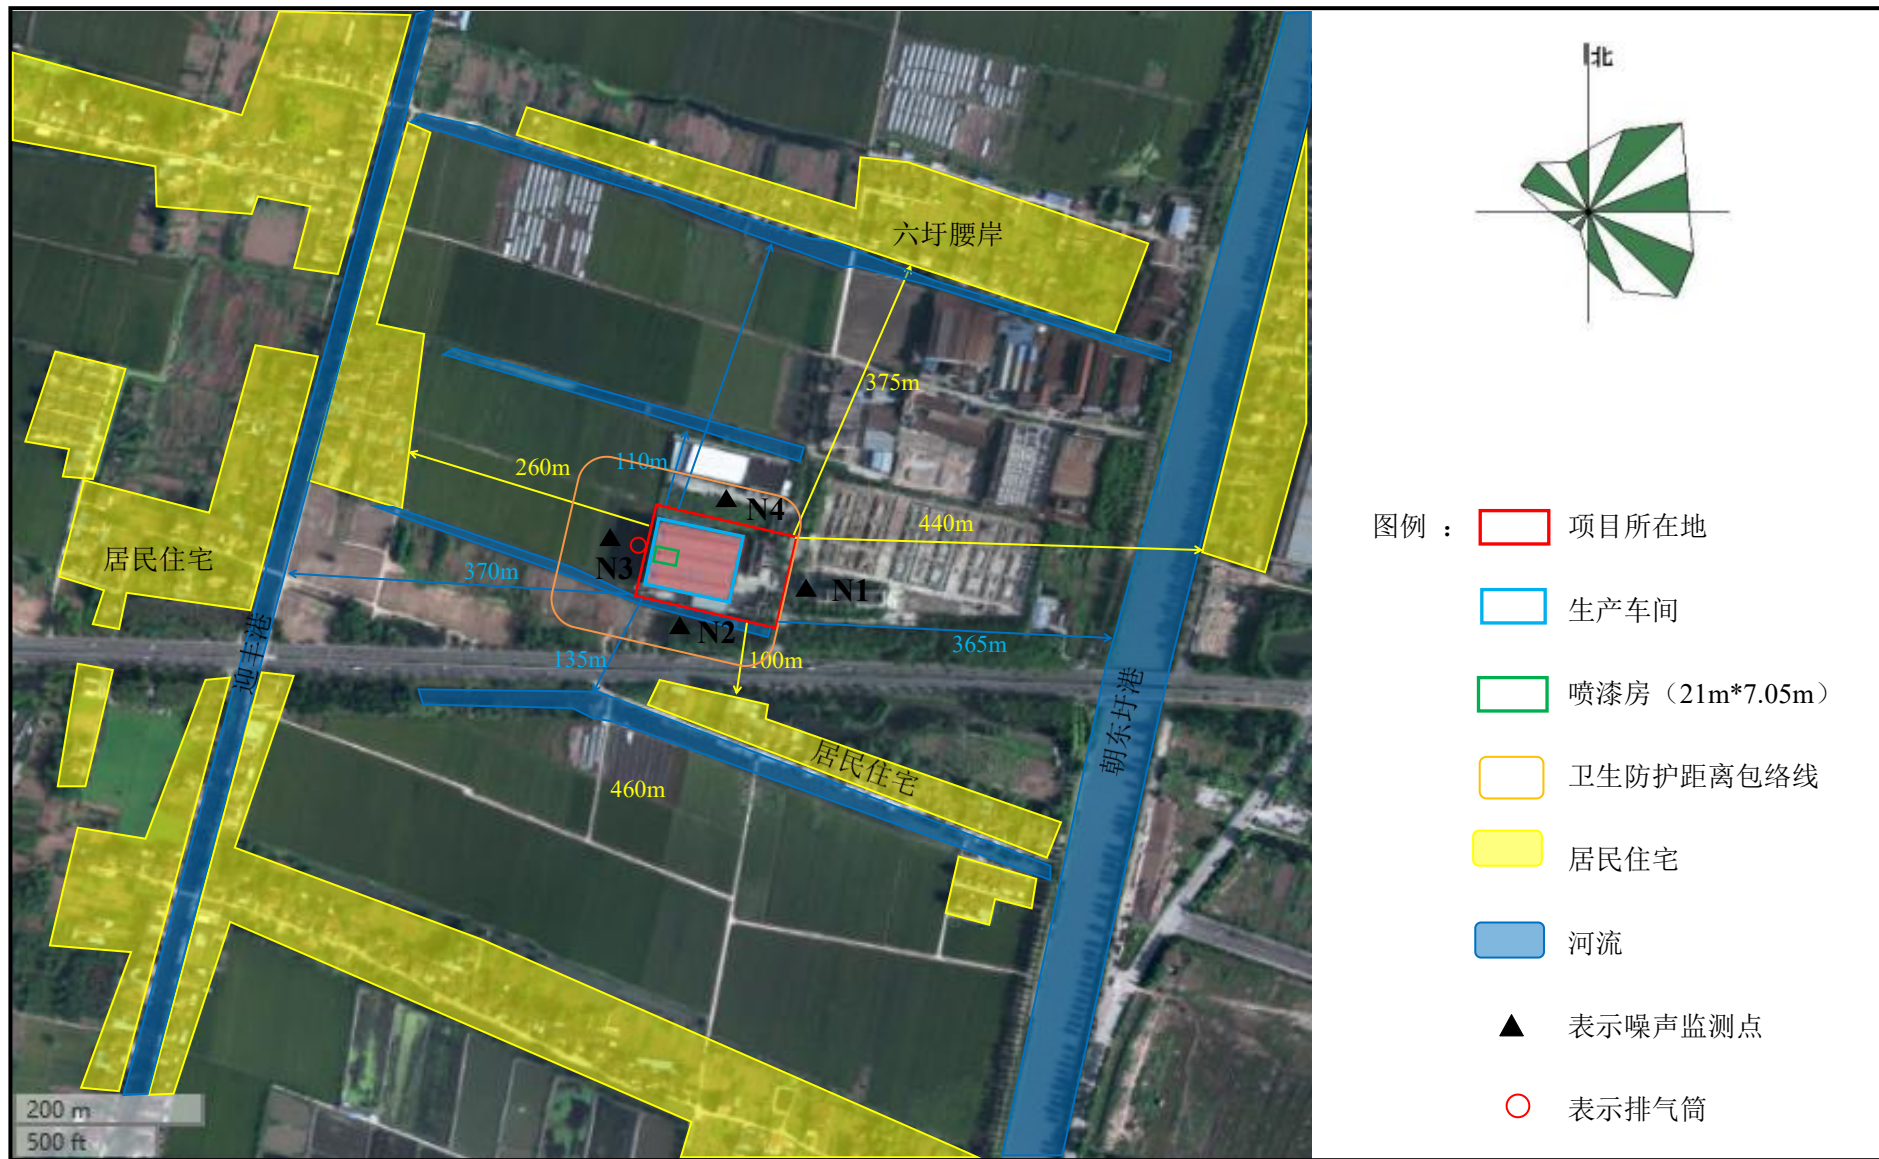 北
六圩腰岸
375m
260m
110m
N4
440m
图例 ：
项目所在地
居民住宅
N3
370m
N1
生产车间
迎丰港
N2
365m
135m
100m
喷漆房（21m*7.05m）
朝东圩港
居民住宅
460m
卫生防护距离包络线
居民住宅
河流
表示噪声监测点
200 m
500 ft
表示排气筒